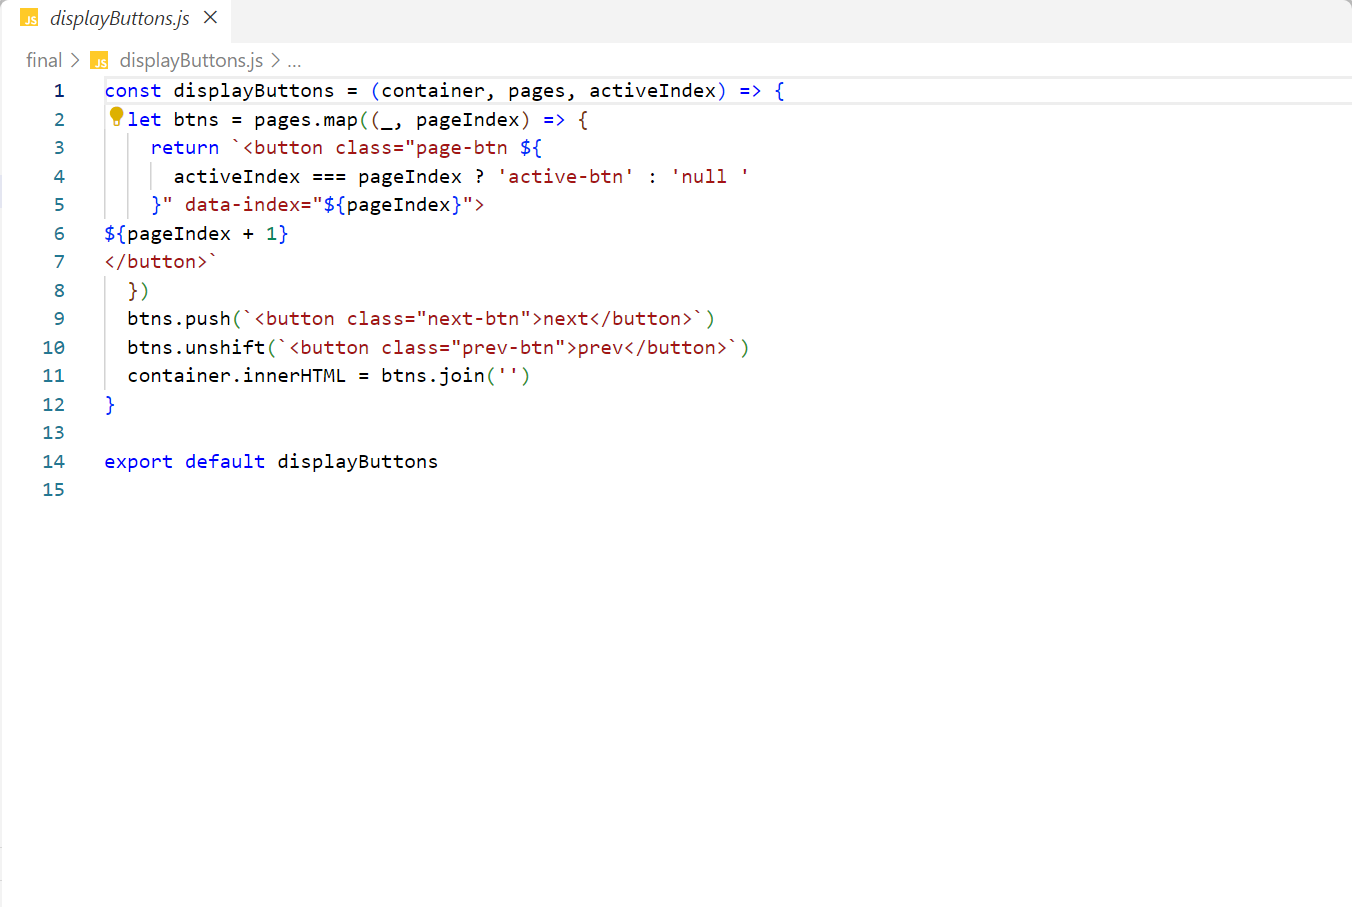 JS displayButtons.js ×
final > JS displayButtons.js > ...
1 const displayButtons = (container, pages, activeIndex) => {
2   let btns = pages.map((_, pageIndex) => {
3     return `<button class="page-btn ${
4       activeIndex === pageIndex ? 'active-btn' : 'null '
5     }" data-index="${pageIndex}">
6 ${pageIndex + 1}
7 </button>`
8   })
9   btns.push(`<button class="next-btn">next</button>`)
10   btns.unshift(`<button class="prev-btn">prev</button>`)
11   container.innerHTML = btns.join('')
12 }
13
14 export default displayButtons
15